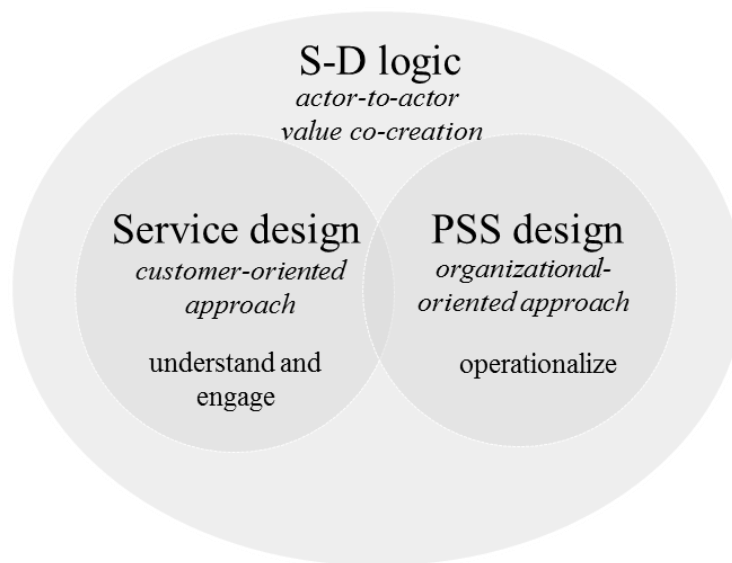 S-D logic
actor-to-actor
value co-creation
Service design
customer-oriented
approach
understand and
engage
PSS design
organizational-
oriented approach
operationalize